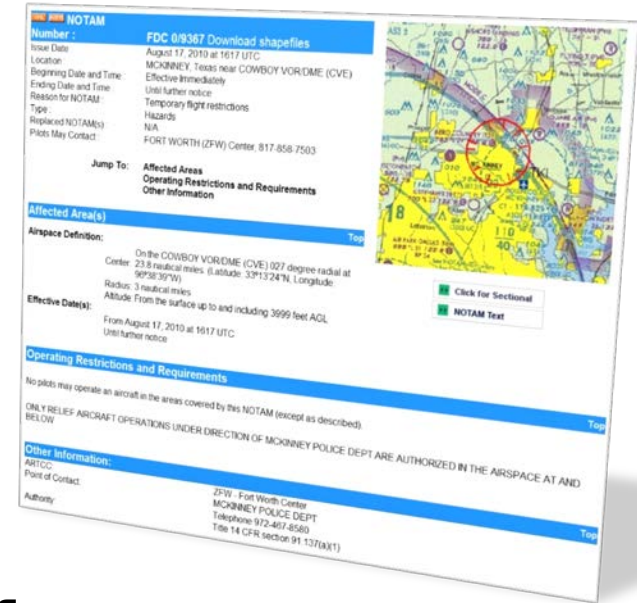 NOTAM
Number : FDC 0/9367 Download shapefiles
Issue Date August 17, 2010 at 1617 UTC
Location MCKINNEY, Texas near COWBOY VOR/DME (CVE)
Beginning Date and Time Effective Immediately
Ending Date and Time Until further notice
Reason for NOTAM : Temporary flight restrictions
Type : Hazards
Replaced NOTAM(s) : N/A
Pilots May Contact : FORT WORTH (ZFW) Center, 817-858-7503
Jump To: Affected Areas
Operating Restrictions and Requirements
Other Information
Click for Sectional
NOTAM Text
Affected Area(s) Top
Airspace Definition:
Center: On the COWBOY VOR/DME (CVE) 027 degree radial at
23.8 nautical miles. (Latitude: 33º13'24"N, Longitude:
96º38'39"W)
Radius: 3 nautical miles
Altitude: From the surface up to and including 3999 feet AGL
Effective Date(s):
From August 17, 2010 at 1617 UTC
Until further notice
Operating Restrictions and Requirements Top
No pilots may operate an aircraft in the areas covered by this NOTAM (except as described).
ONLY RELIEF AIRCRAFT OPERATIONS UNDER DIRECTION OF MCKINNEY POLICE DEPT ARE AUTHORIZED IN THE AIRSPACE AT AND
BELOW
Other Information: Top
ARTCC: ZFW - Fort Worth Center
Point of Contact: MCKINNEY POLICE DEPT
Telephone 972-467-8580
Authority: Title 14 CFR section 91.137(a)(1)